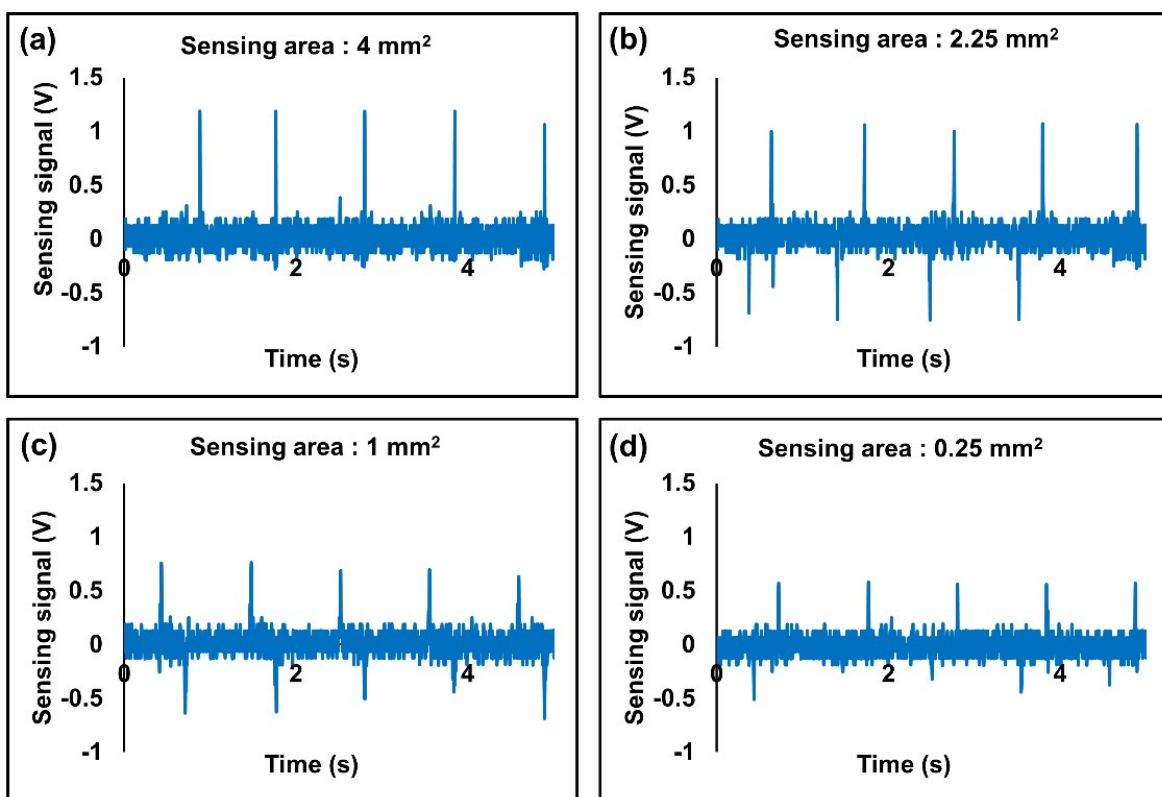 (a)
Sensing area : 4 mm²
Sensing signal (V)
1.5
1
0.5
0
-0.5
-1
0
2
4
Time (s)
(b)
Sensing area : 2.25 mm²
Sensing signal (V)
1.5
1
0.5
0
-0.5
-1
0
2
4
Time (s)
(c)
Sensing area : 1 mm²
Sensing signal (V)
1.5
1
0.5
0
-0.5
-1
0
2
4
Time (s)
(d)
Sensing area : 0.25 mm²
Sensing signal (V)
1.5
1
0.5
0
-0.5
-1
0
2
4
Time (s)